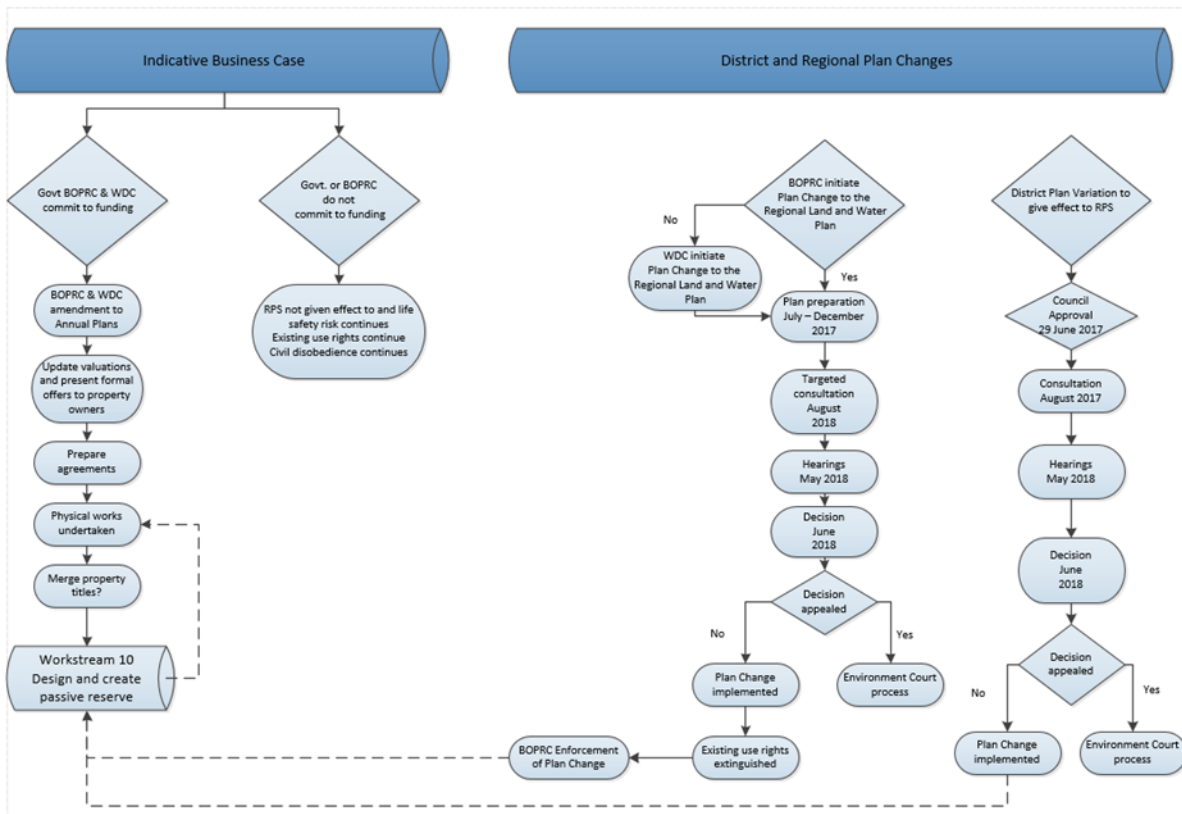 Indicative Business Case
District and Regional Plan Changes
Govt BOPRC & WDC
commit to funding
Govt. or BOPRC
do not
commit to funding
BOPRC & WDC
amendment to
Annual Plans
RPS not given effect to and life
safety risk continues
Existing use rights continue
Civil disobedience continues
Update valuations
and present formal
offers to property
owners
Prepare
agreements
Physical works
undertaken
Merge property
titles?
Workstream 10
Design and create
passive reserve
BOPRC initiate
Plan Change to the
Regional Land and Water
Plan
No
WDC initiate
Plan Change to the
Regional Land and Water
Plan
Yes
Plan preparation
July – December
2017
Targeted
consultation
August
2018
Hearings
May 2018
Decision
June
2018
Decision
appealed
No
Yes
Plan Change
implemented
Environment Court
process
Existing use rights
extinguished
BOPRC Enforcement
of Plan Change
District Plan Variation to
give effect to RPS
Council
Approval
29 June 2017
Consultation
August 2017
Hearings
May 2018
Decision
June
2018
Decision
appealed
No
Yes
Plan Change
implemented
Environment Court
process